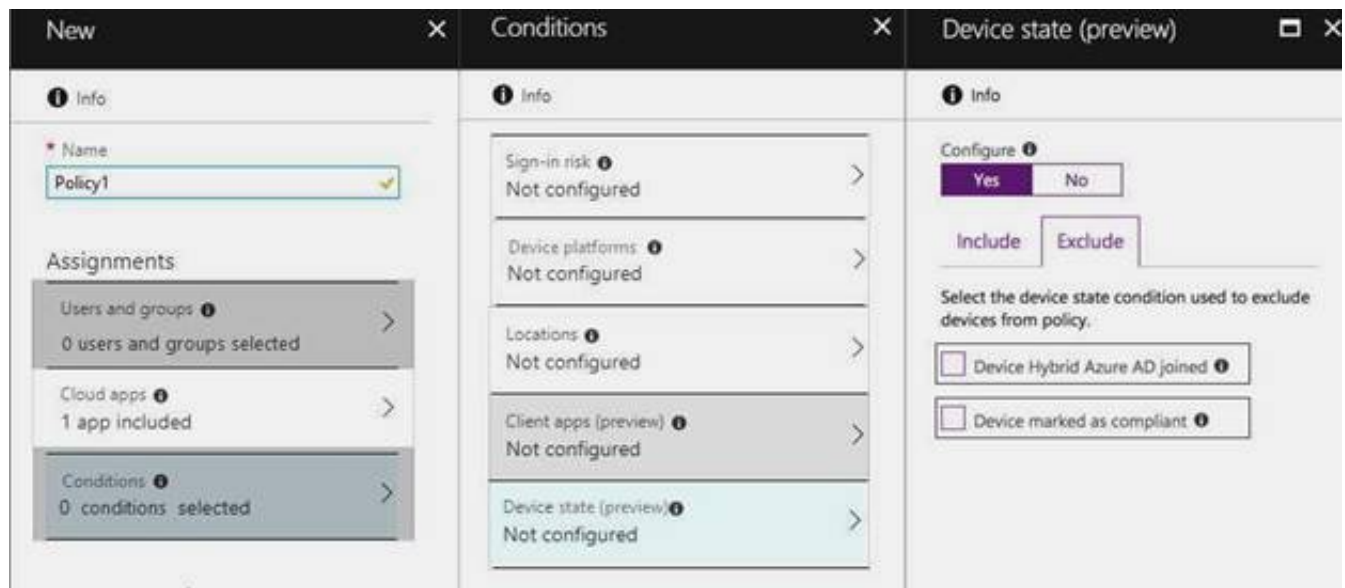 New
Info
* Name
Policy1
Assignments
Users and groups
0 users and groups selected
Cloud apps
1 app included
Conditions
0 conditions selected
Conditions
Info
Sign-in risk
Not configured
Device platforms
Not configured
Locations
Not configured
Client apps (preview)
Not configured
Device state (preview)
Not configured
Device state (preview)
Info
Configure
Yes No
Include Exclude
Select the device state condition used to exclude
devices from policy.
Device Hybrid Azure AD joined
Device marked as compliant